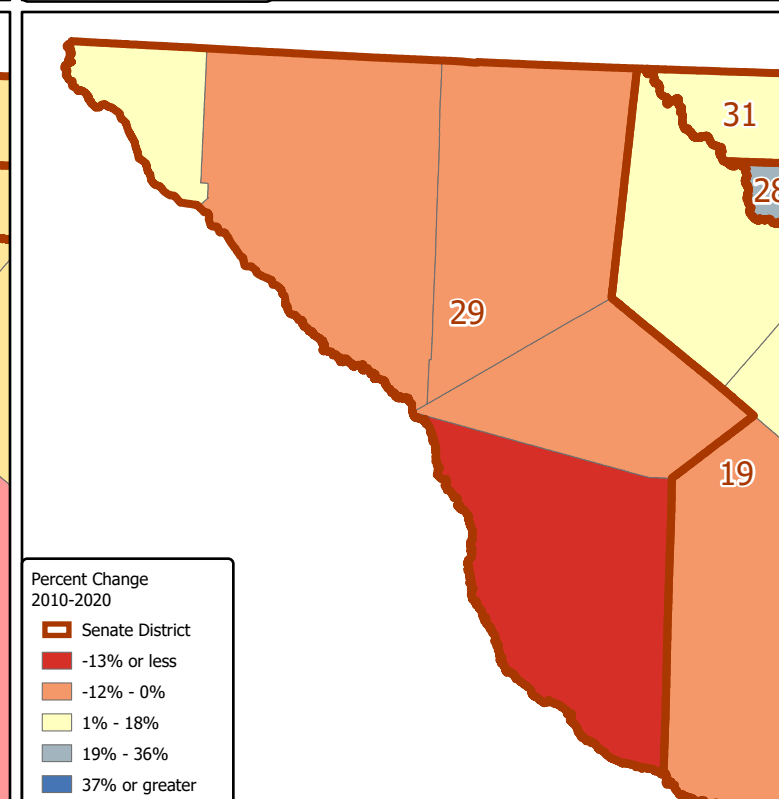 31
28
29
19
Percent Change
2010-2020
Senate District
-13% or less
-12% - 0%
1% - 18%
19% - 36%
37% or greater